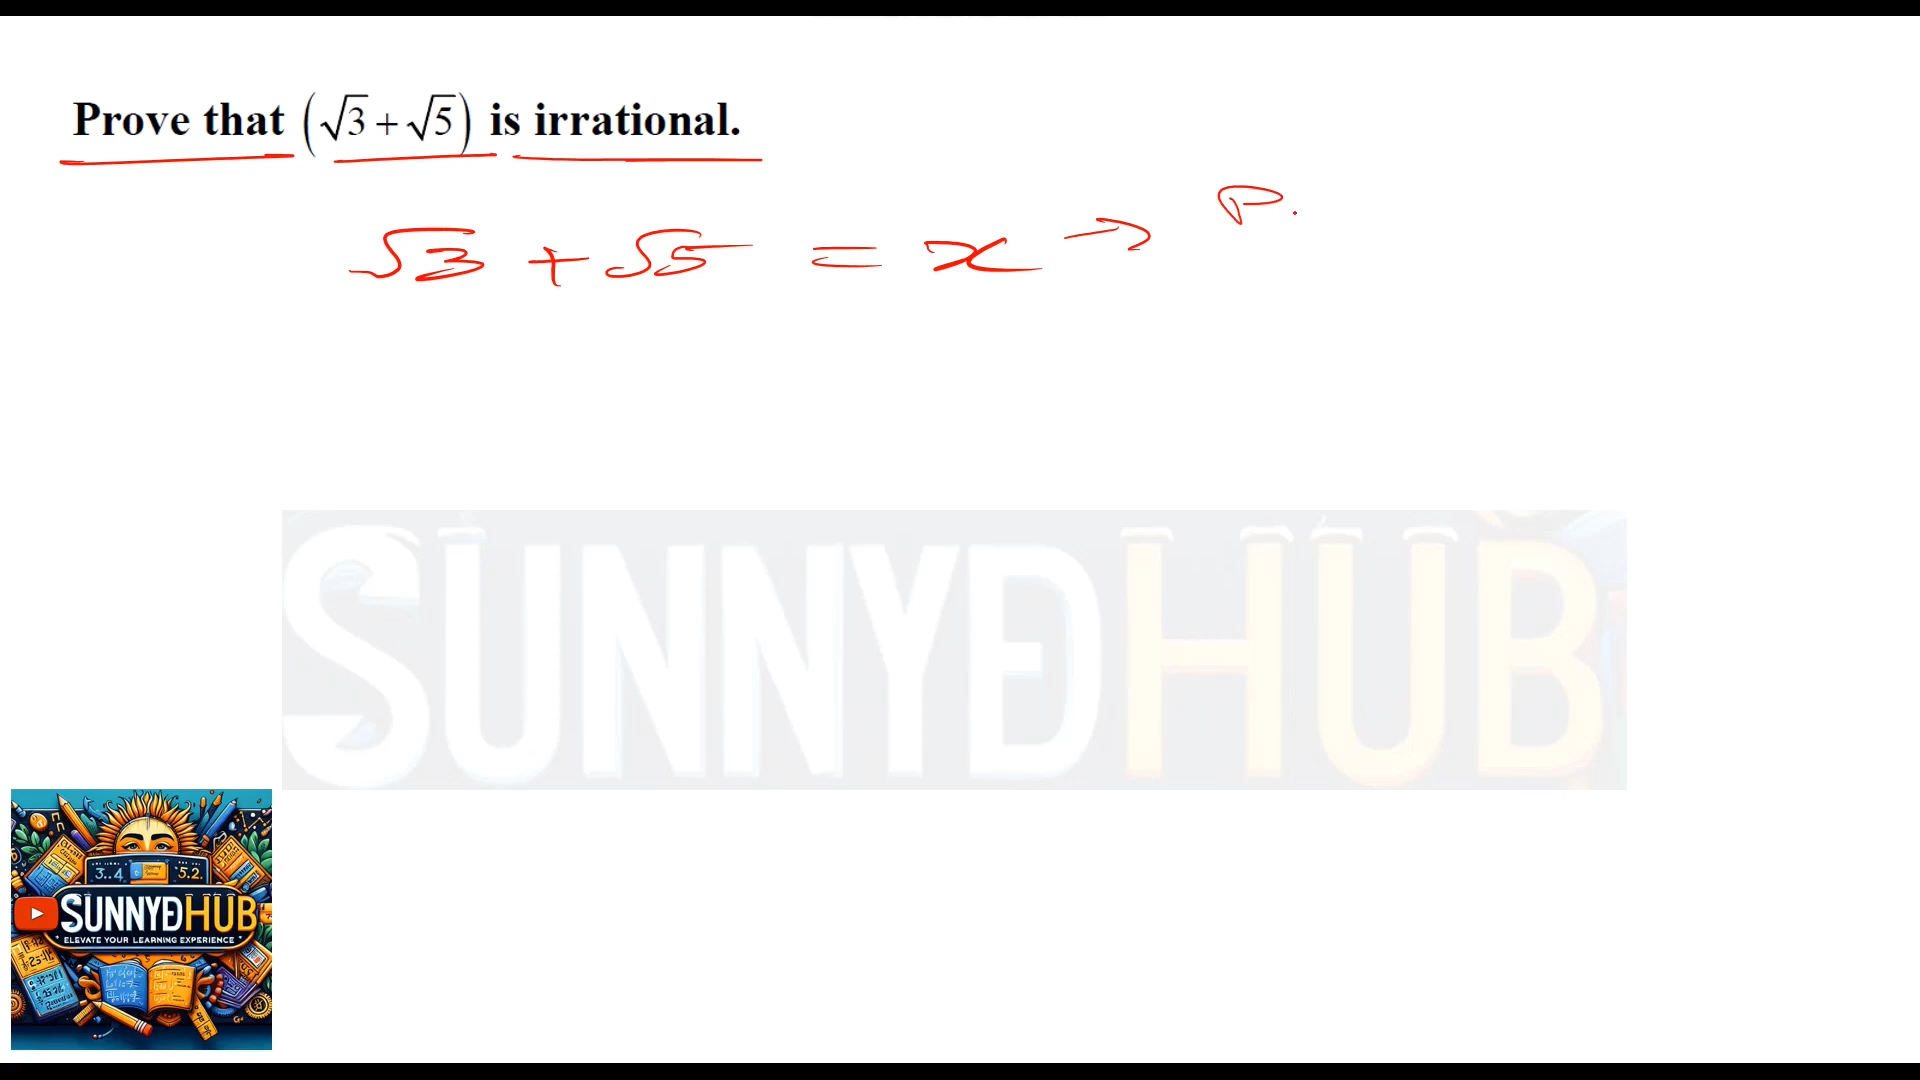 Prove that (√3 + √5) is irrational.
√3 + √5 = x → P.
SUNNYDHUB
3..4 5.2.
SUNNYDHUB
ELEVATE YOUR LEARNING EXPERIENCE